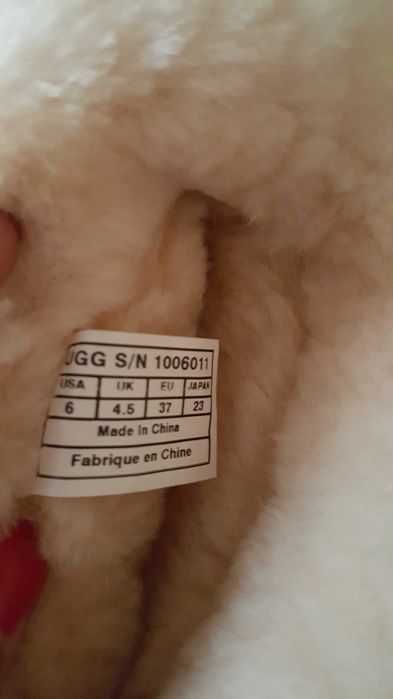 UGG S/N 1006011
USA UK EU JAPAN
6 4.5 37 23
Made In China
Fabrique en Chine